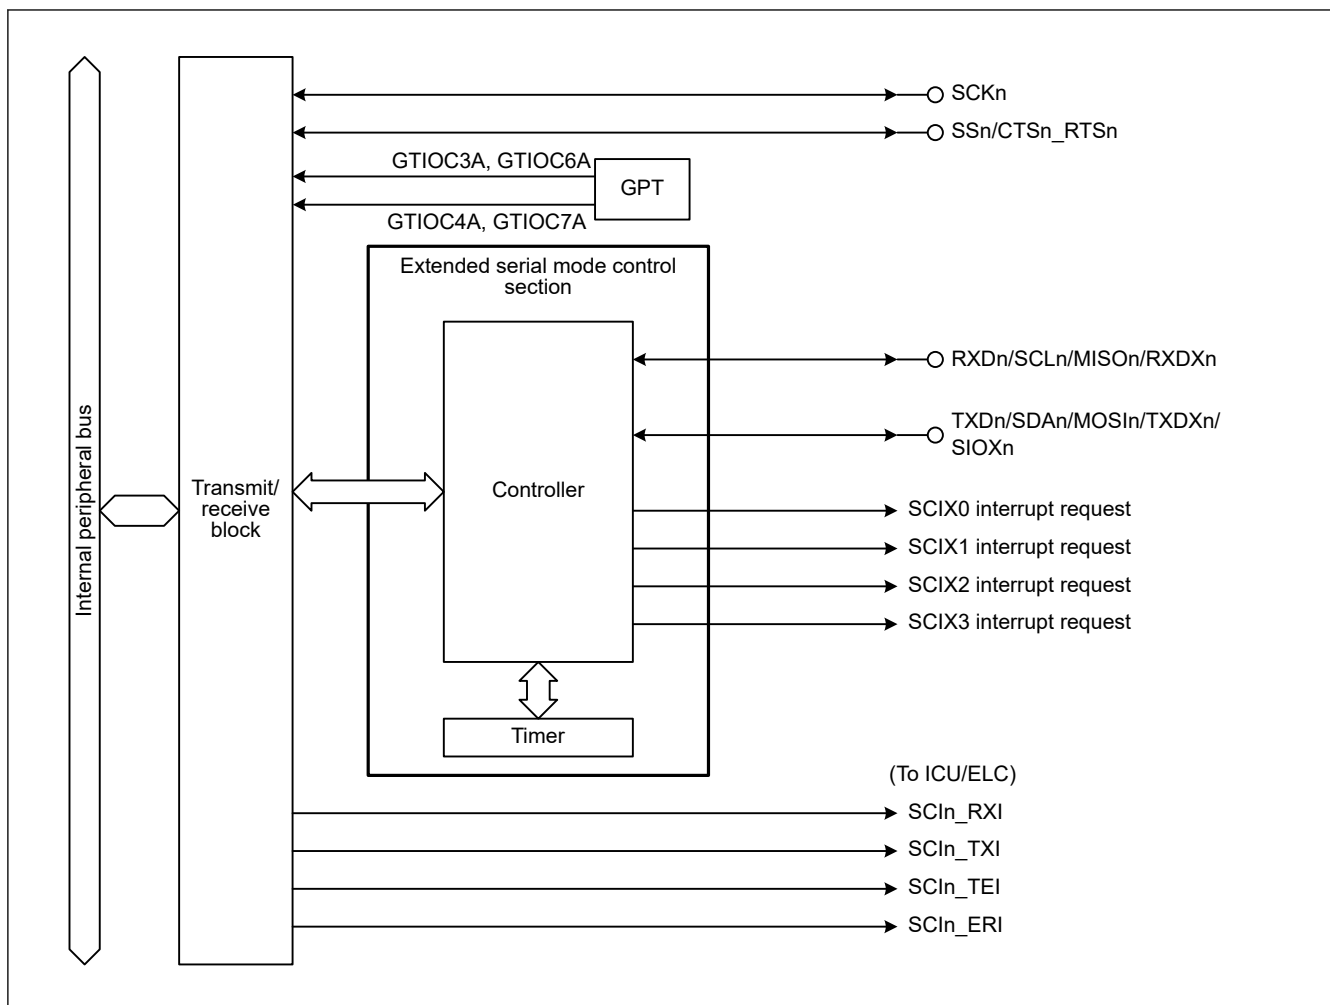 SCKn
SSn/CTSn_RTSn
GTIOC3A, GTIOC6A
GPT
GTIOC4A, GTIOC7A
Extended serial mode control
section
RXDn/SCLn/MISOn/RXDXn
TXDn/SDAn/MOSIn/TXDXn/
SIOXn
Internal peripheral bus
Transmit/
receive
block
Controller
SCIX0 interrupt request
SCIX1 interrupt request
SCIX2 interrupt request
SCIX3 interrupt request
Timer
(To ICU/ELC)
SCIn_RXI
SCIn_TXI
SCIn_TEI
SCIn_ERI